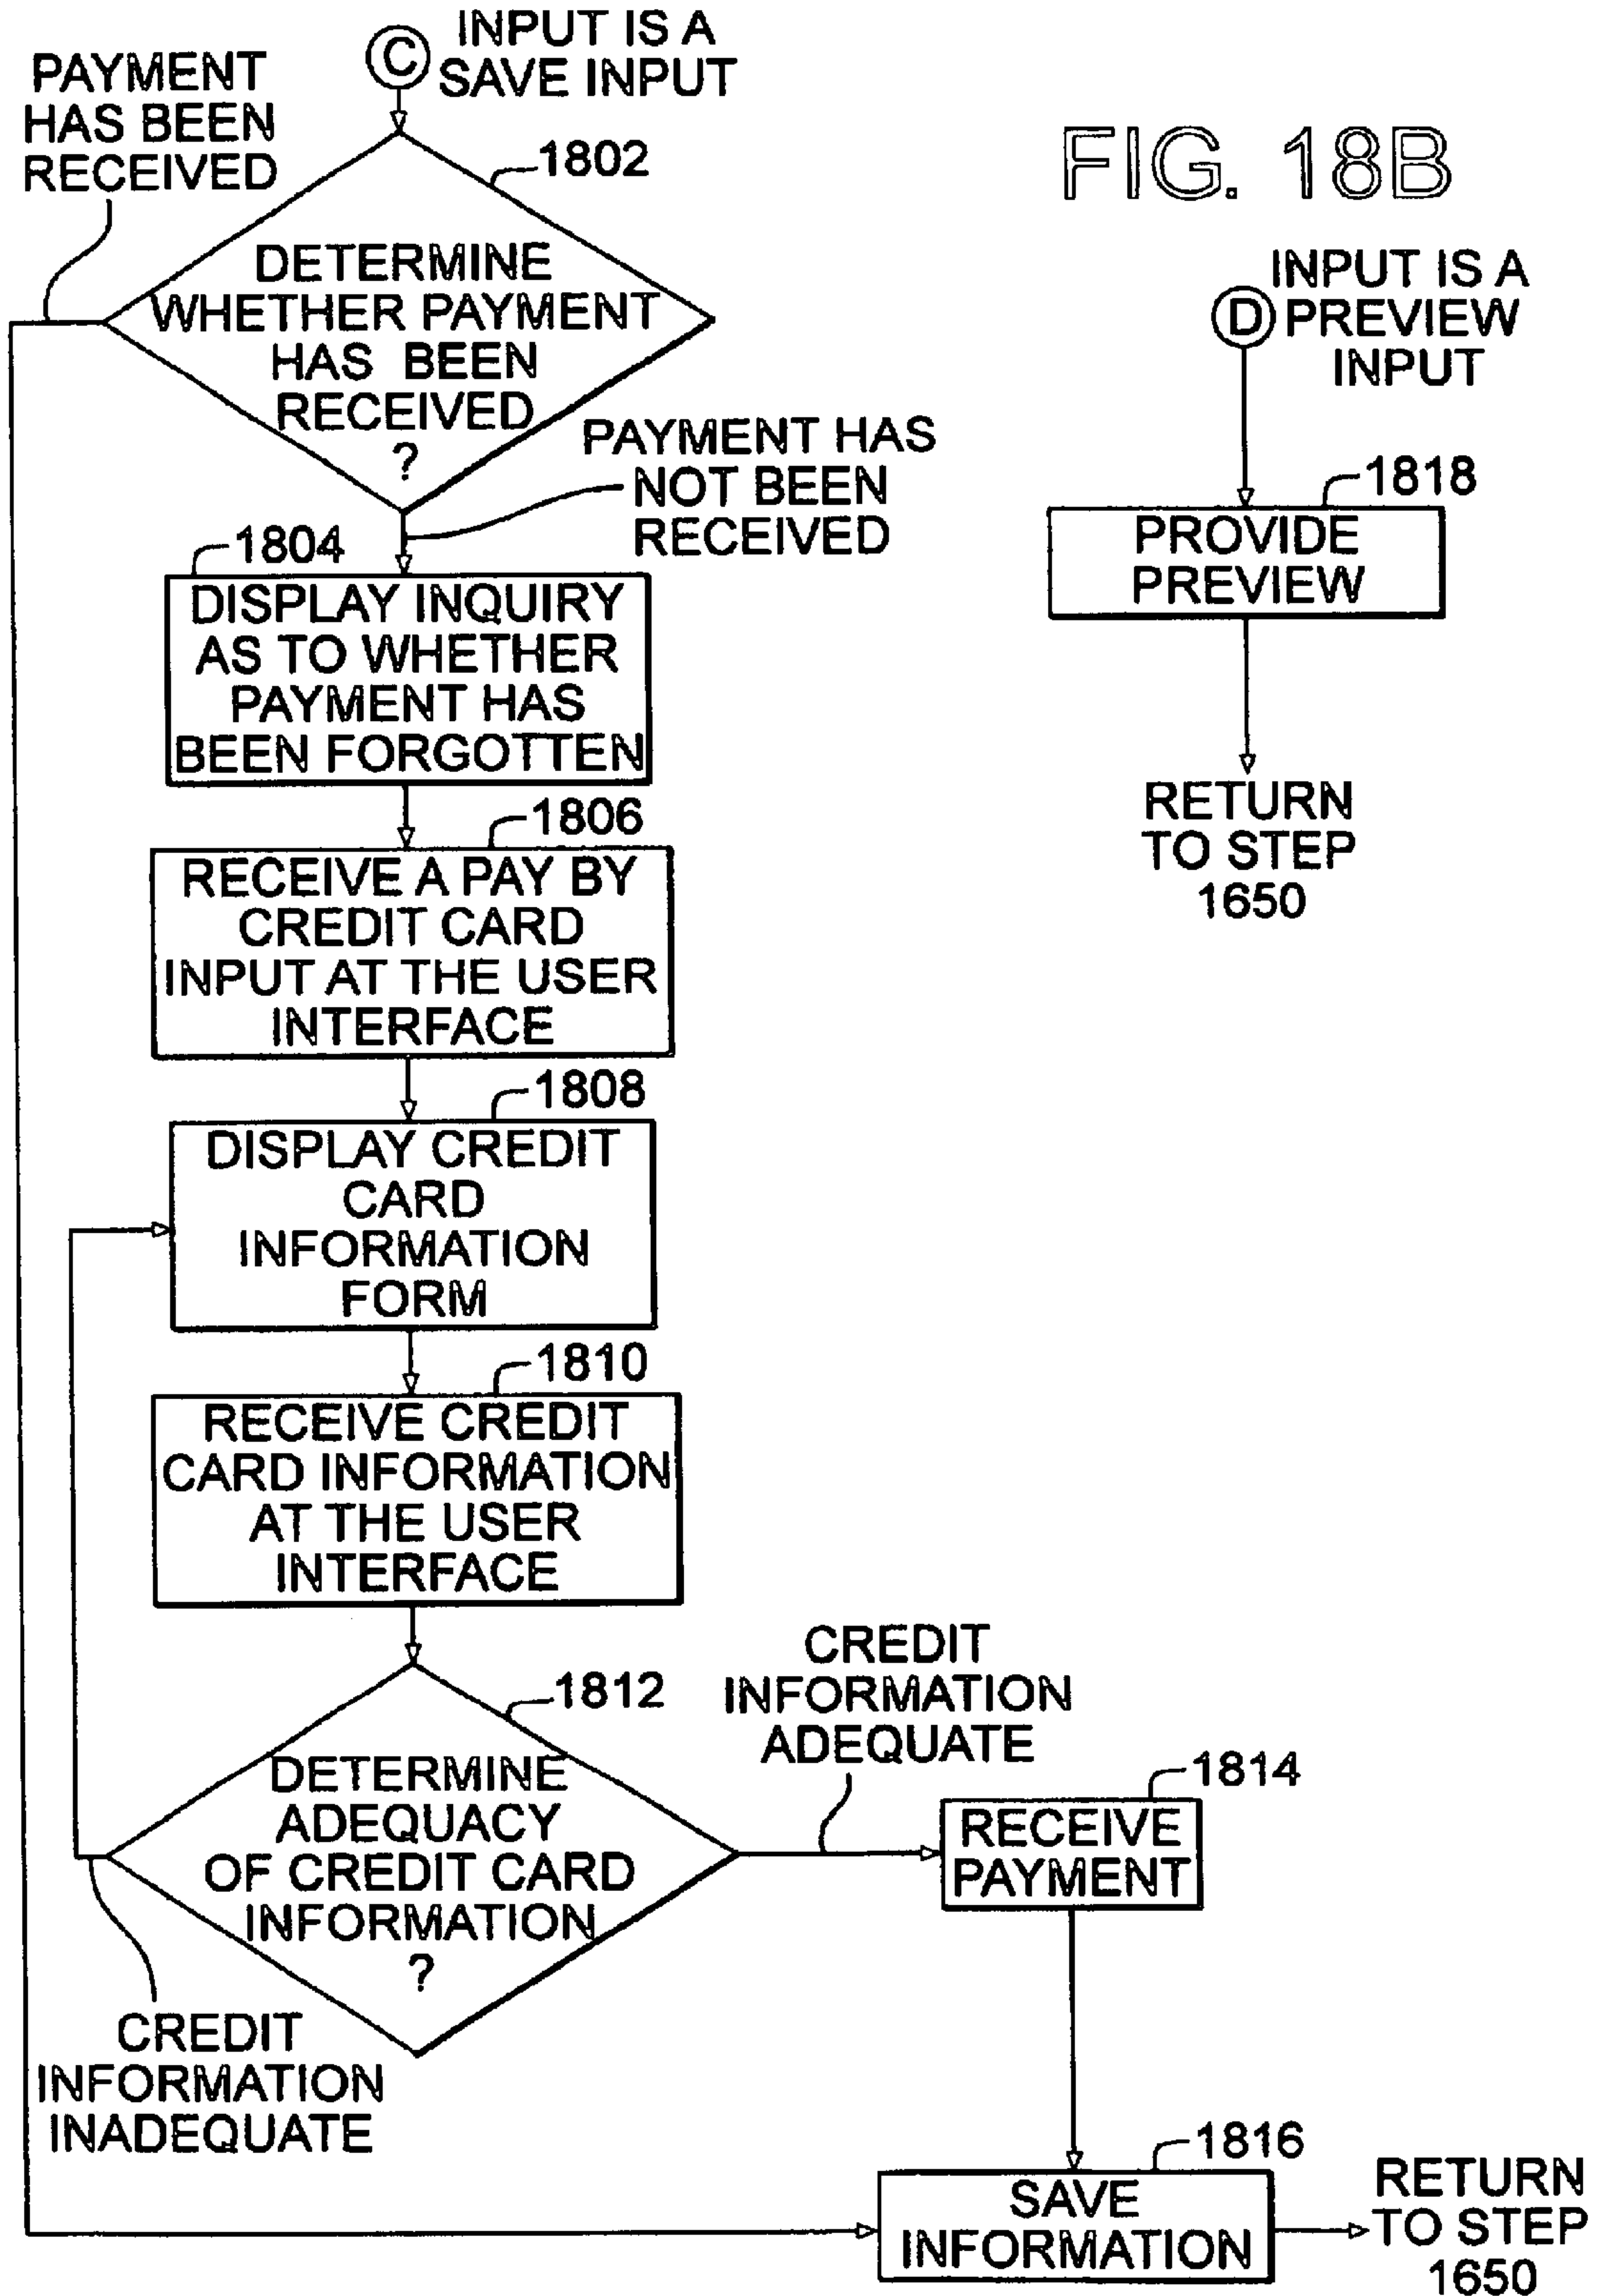 PAYMENT
HAS BEEN
RECEIVED
C
INPUT IS A
SAVE INPUT
1802
DETERMINE
WHETHER PAYMENT
HAS BEEN
RECEIVED
?
PAYMENT HAS
NOT BEEN
RECEIVED
FIG. 18B
INPUT IS A
D PREVIEW
INPUT
1818
PROVIDE
PREVIEW
RETURN
TO STEP
1650
1804
DISPLAY INQUIRY
AS TO WHETHER
PAYMENT HAS
BEEN FORGOTTEN
1806
RECEIVE A PAY BY
CREDIT CARD
INPUT AT THE USER
INTERFACE
1808
DISPLAY CREDIT
CARD
INFORMATION
FORM
1810
RECEIVE CREDIT
CARD INFORMATION
AT THE USER
INTERFACE
1812
DETERMINE
ADEQUACY
OF CREDIT CARD
INFORMATION
?
CREDIT
INFORMATION
ADEQUATE
1814
RECEIVE
PAYMENT
CREDIT
INFORMATION
INADEQUATE
1816
SAVE
INFORMATION
RETURN
TO STEP
1650